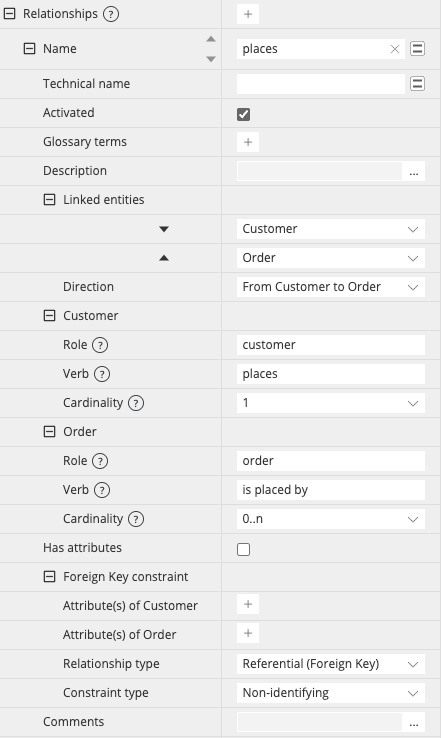 Relationships ?
Name places
Technical name
Activated
Glossary terms +
Description ...
Linked entities
Customer
Order
Direction From Customer to Order
Customer
Role ? customer
Verb ? places
Cardinality ? 1
Order
Role ? order
Verb ? is placed by
Cardinality ? 0..n
Has attributes
Foreign Key constraint
Attribute(s) of Customer +
Attribute(s) of Order +
Relationship type Referential (Foreign Key)
Constraint type Non-identifying
Comments ...